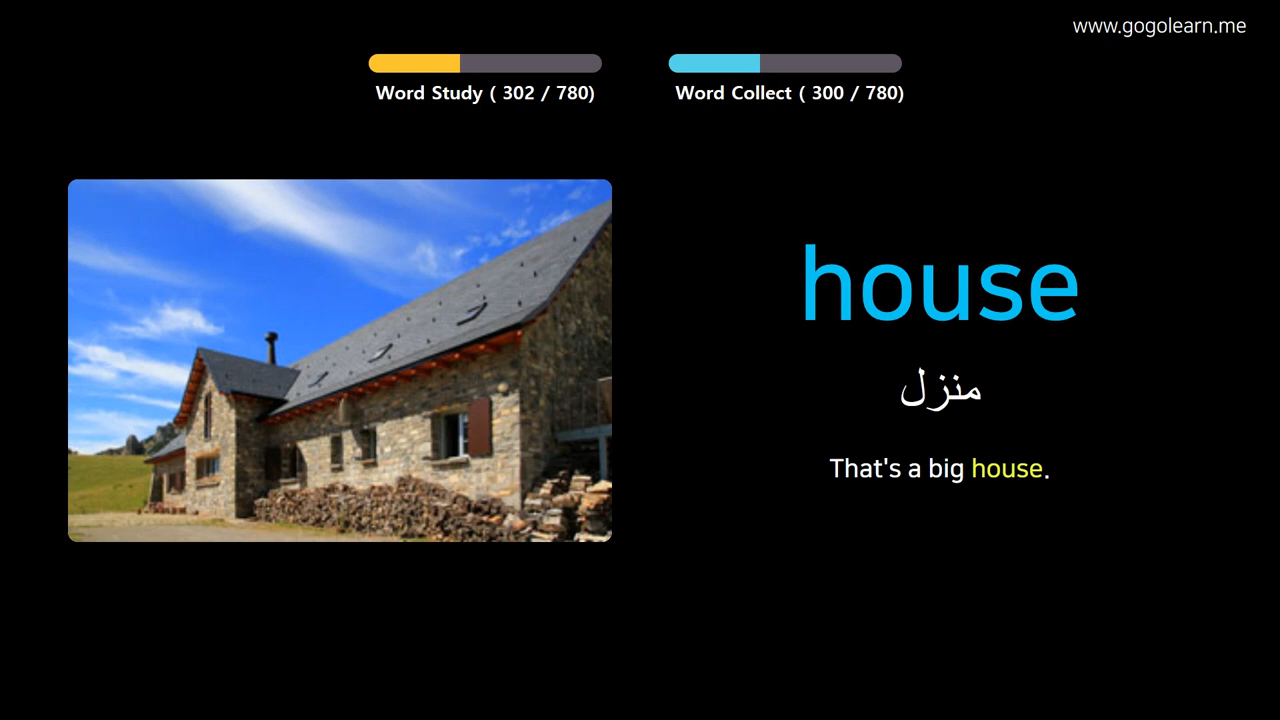 www.gogolearn.me
Word Study ( 302 / 780)
Word Collect ( 300 / 780)
house
منزل
That's a big house.